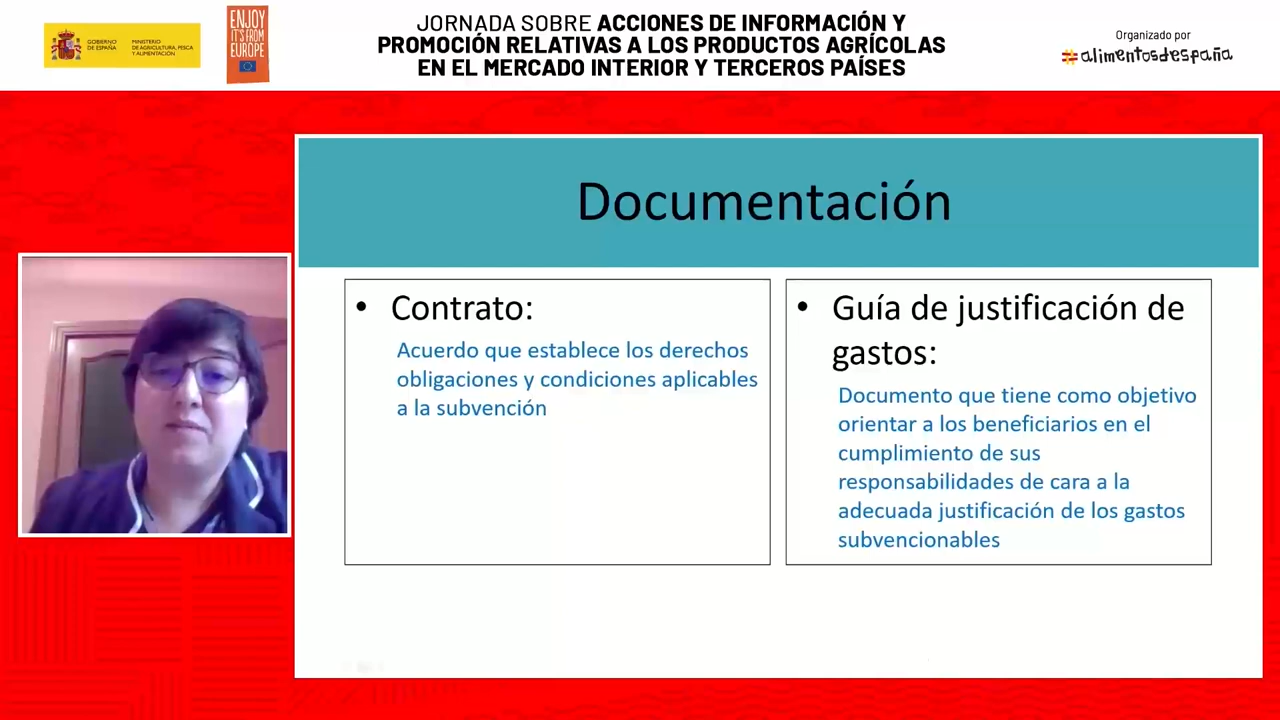 GOBIERNO
DE ESPAÑA
MINISTERIO
DE AGRICULTURA, PESCA
Y ALIMENTACIÓN
ENJOY
IT'S FROM
EUROPE
JORNADA SOBRE ACCIONES DE INFORMACIÓN Y
PROMOCIÓN RELATIVAS A LOS PRODUCTOS AGRÍCOLAS
EN EL MERCADO INTERIOR Y TERCEROS PAÍSES
Organizado por
#alimentosdespaña
Documentación
• Contrato:
Acuerdo que establece los derechos
obligaciones y condiciones aplicables
a la subvención
• Guía de justificación de
gastos:
Documento que tiene como objetivo
orientar a los beneficiarios en el
cumplimiento de sus
responsabilidades de cara a la
adecuada justificación de los gastos
subvencionables